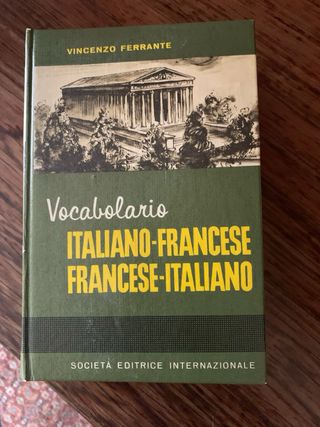 VINCENZO FERRANTE
Vocabolario
ITALIANO-FRANCESE
FRANCESE-ITALIANO
SOCIETÀ EDITRICE INTERNAZIONALE